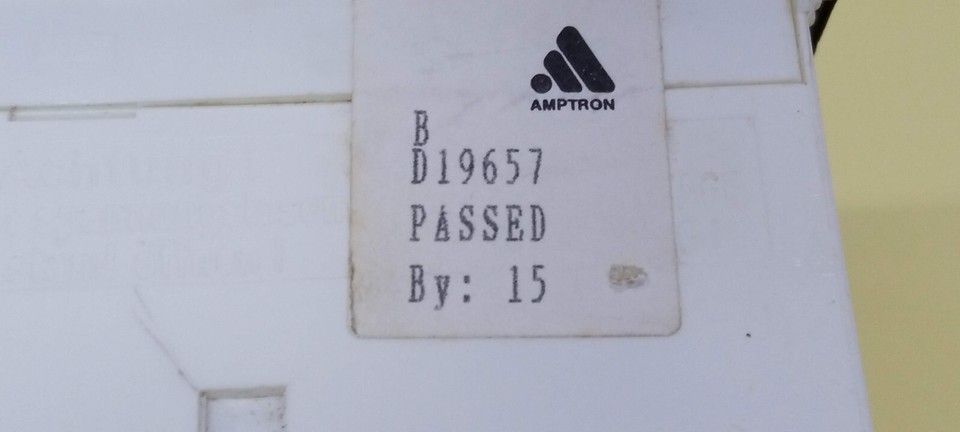 AMPTRON
B
D19657
PASSED
By: 15